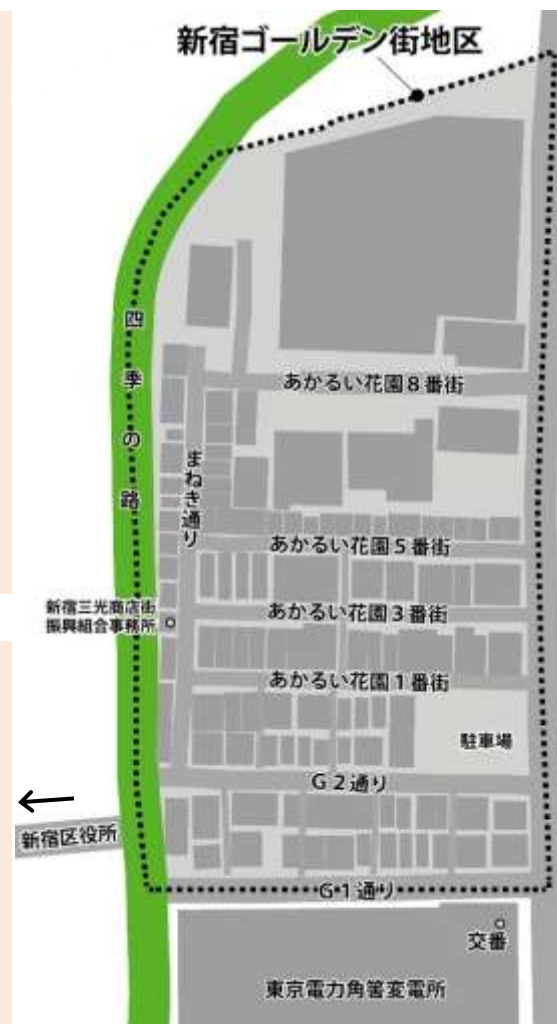 新宿ゴールデン街地区
四季の路
あかるい花園8番街
まねき通り
あかるい花園5番街
新宿三光商店街
振興組合事務所
あかるい花園3番街
あかるい花園1番街
駐車場
G2通り
新宿区役所
G1通り
交番
東京電力角筈変電所